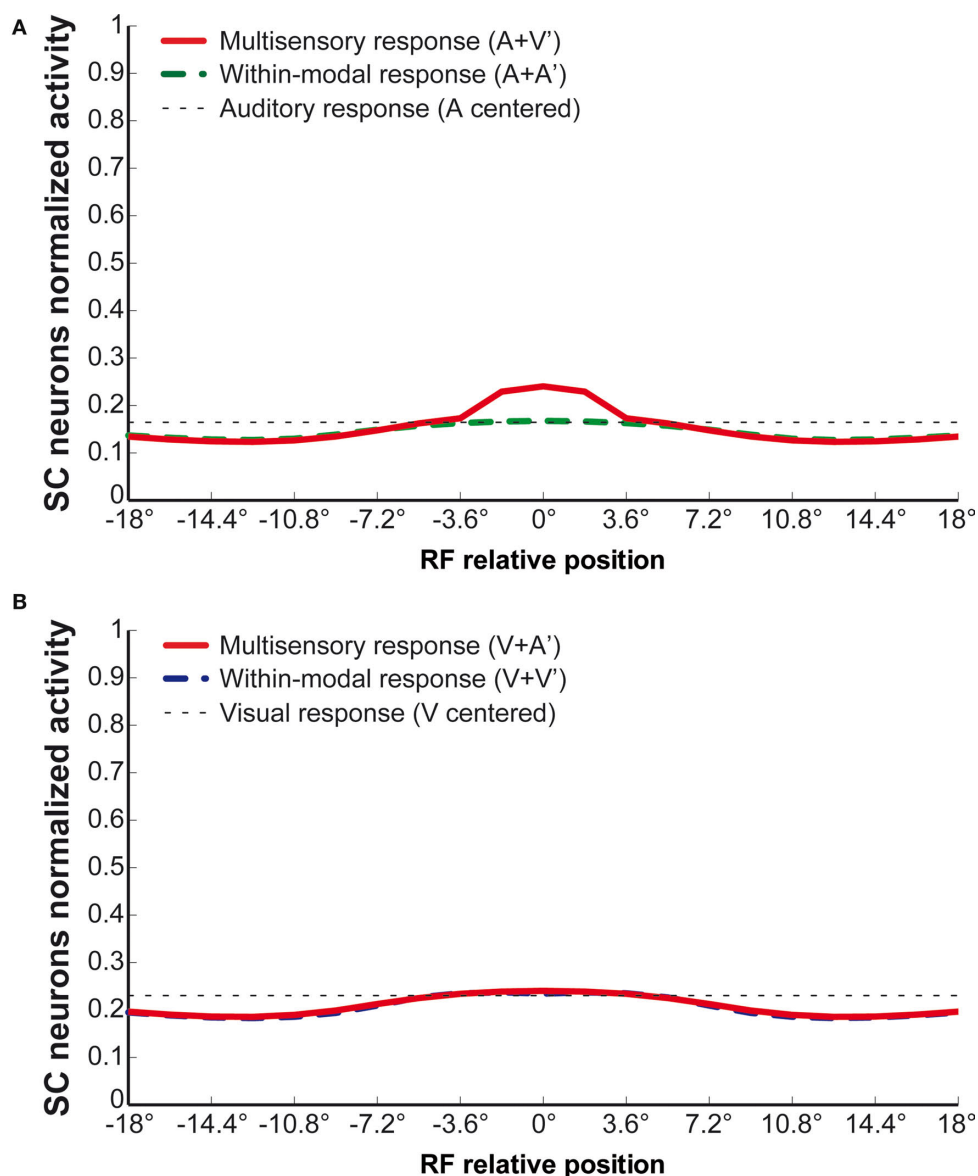 A
SC neurons normalized activity
1
0.9
0.8
0.7
0.6
0.5
0.4
0.3
0.2
0.1
0
Multisensory response (A+V’)
Within-modal response (A+A’)
Auditory response (A centered)
-18° -14.4° -10.8° -7.2° -3.6° 0° 3.6° 7.2° 10.8° 14.4° 18°
RF relative position
B
SC neurons normalized activity
1
0.9
0.8
0.7
0.6
0.5
0.4
0.3
0.2
0.1
0
Multisensory response (V+A’)
Within-modal response (V+V’)
Visual response (V centered)
-18° -14.4° -10.8° -7.2° -3.6° 0° 3.6° 7.2° 10.8° 14.4° 18°
RF relative position